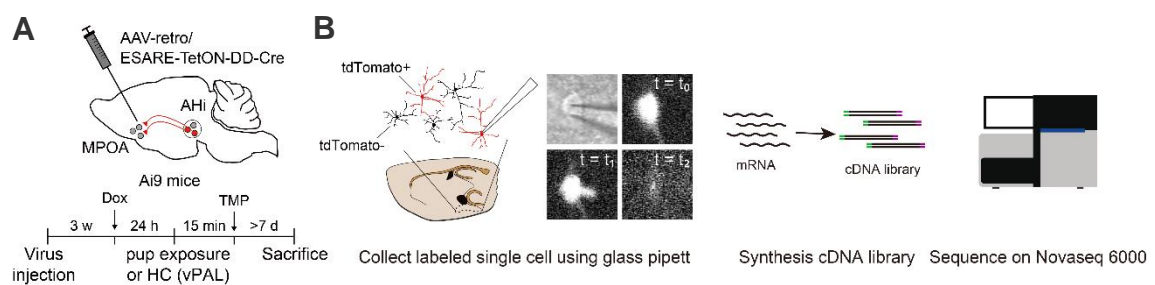 A
AAV-retro/
ESARE-TetON-DD-Cre
AHi
MPOA
Ai9 mice
Dox
TMP
3 w
24 h
15 min
>7 d
Virus
injection
pup exposure
or HC (vPAL)
Sacrifice
B
tdTomato+
tdTomato-
t = t0
t = t1
t = t2
Collect labeled single cell using glass pipett
mRNA
cDNA library
Synthesis cDNA library
Sequence on Novaseq 6000